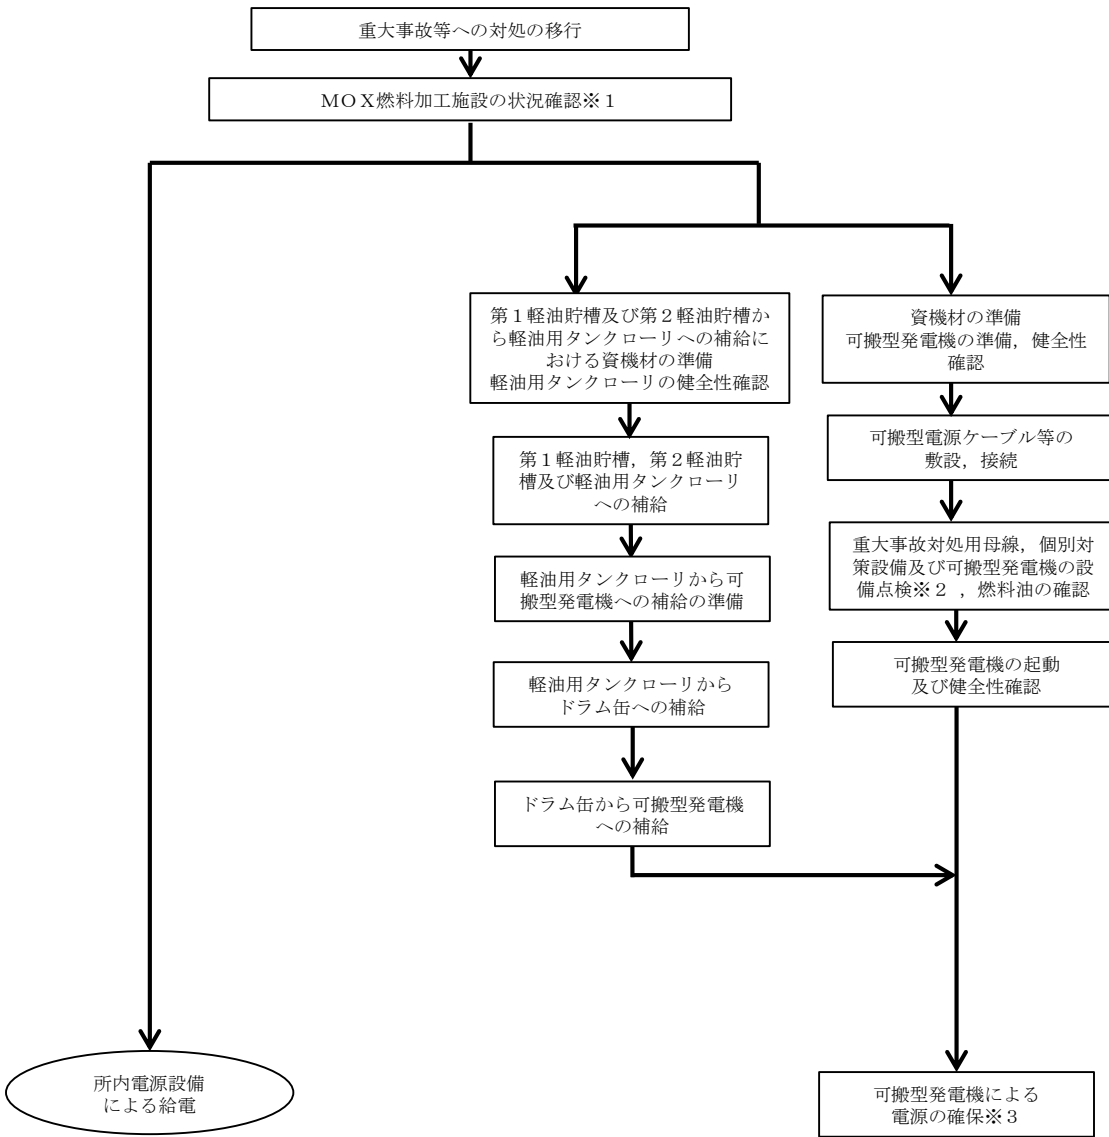 重大事故等への対処の移行
ＭＯＸ燃料加工施設の状況確認※１
第１軽油貯槽及び第２軽油貯槽か
ら軽油用タンクローリへの補給に
おける資機材の準備
軽油用タンクローリの健全性確認
第１軽油貯槽，第２軽油貯
槽及び軽油用タンクローリ
への補給
軽油用タンクローリから可
搬型発電機への補給の準備
軽油用タンクローリから
ドラム缶への補給
ドラム缶から可搬型発電機
への補給
資機材の準備
可搬型発電機の準備，健全性
確認
可搬型電源ケーブル等の
敷設，接続
重大事故対処用母線，個別対
策設備及び可搬型発電機の設
備点検※２ ，燃料油の確認
可搬型発電機の起動
及び健全性確認
所内電源設備
による給電
可搬型発電機による
電源の確保※３